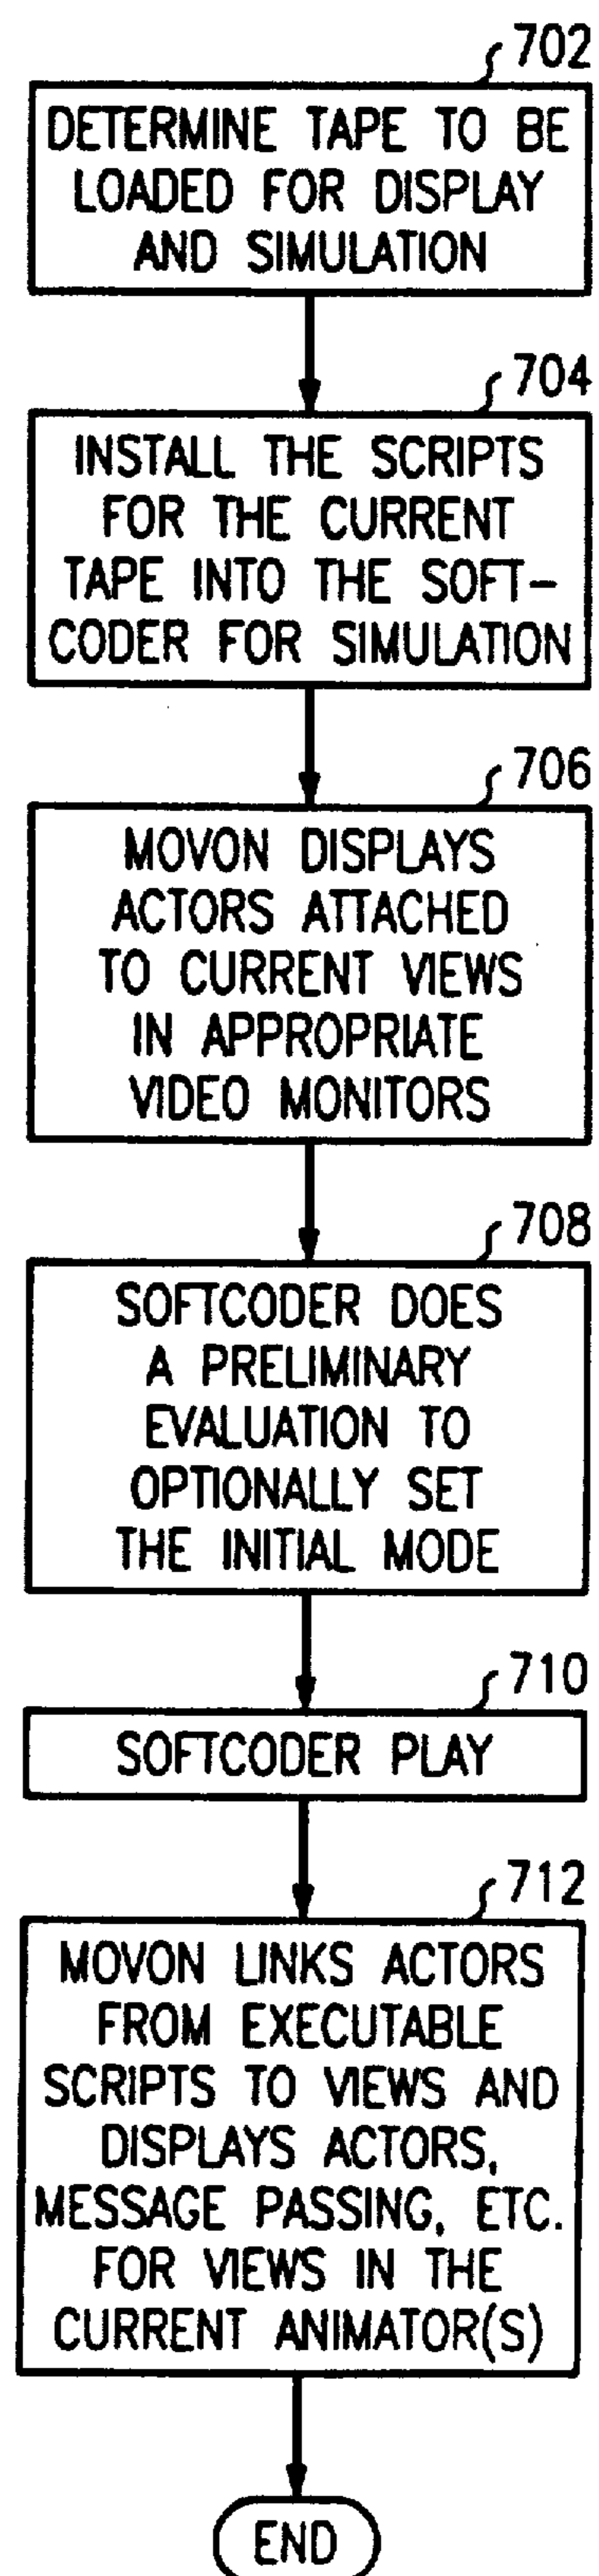 702
DETERMINE TAPE TO BE
LOADED FOR DISPLAY
AND SIMULATION
704
INSTALL THE SCRIPTS
FOR THE CURRENT
TAPE INTO THE SOFT-
CODER FOR SIMULATION
706
MOVON DISPLAYS
ACTORS ATTACHED
TO CURRENT VIEWS
IN APPROPRIATE
VIDEO MONITORS
708
SOFTCODER DOES
A PRELIMINARY
EVALUATION TO
OPTIONALLY SET
THE INITIAL MODE
710
SOFTCODER PLAY
712
MOVON LINKS ACTORS
FROM EXECUTABLE
SCRIPTS TO VIEWS AND
DISPLAYS ACTORS,
MESSAGE PASSING, ETC.
FOR VIEWS IN THE
CURRENT ANIMATOR(S)
END